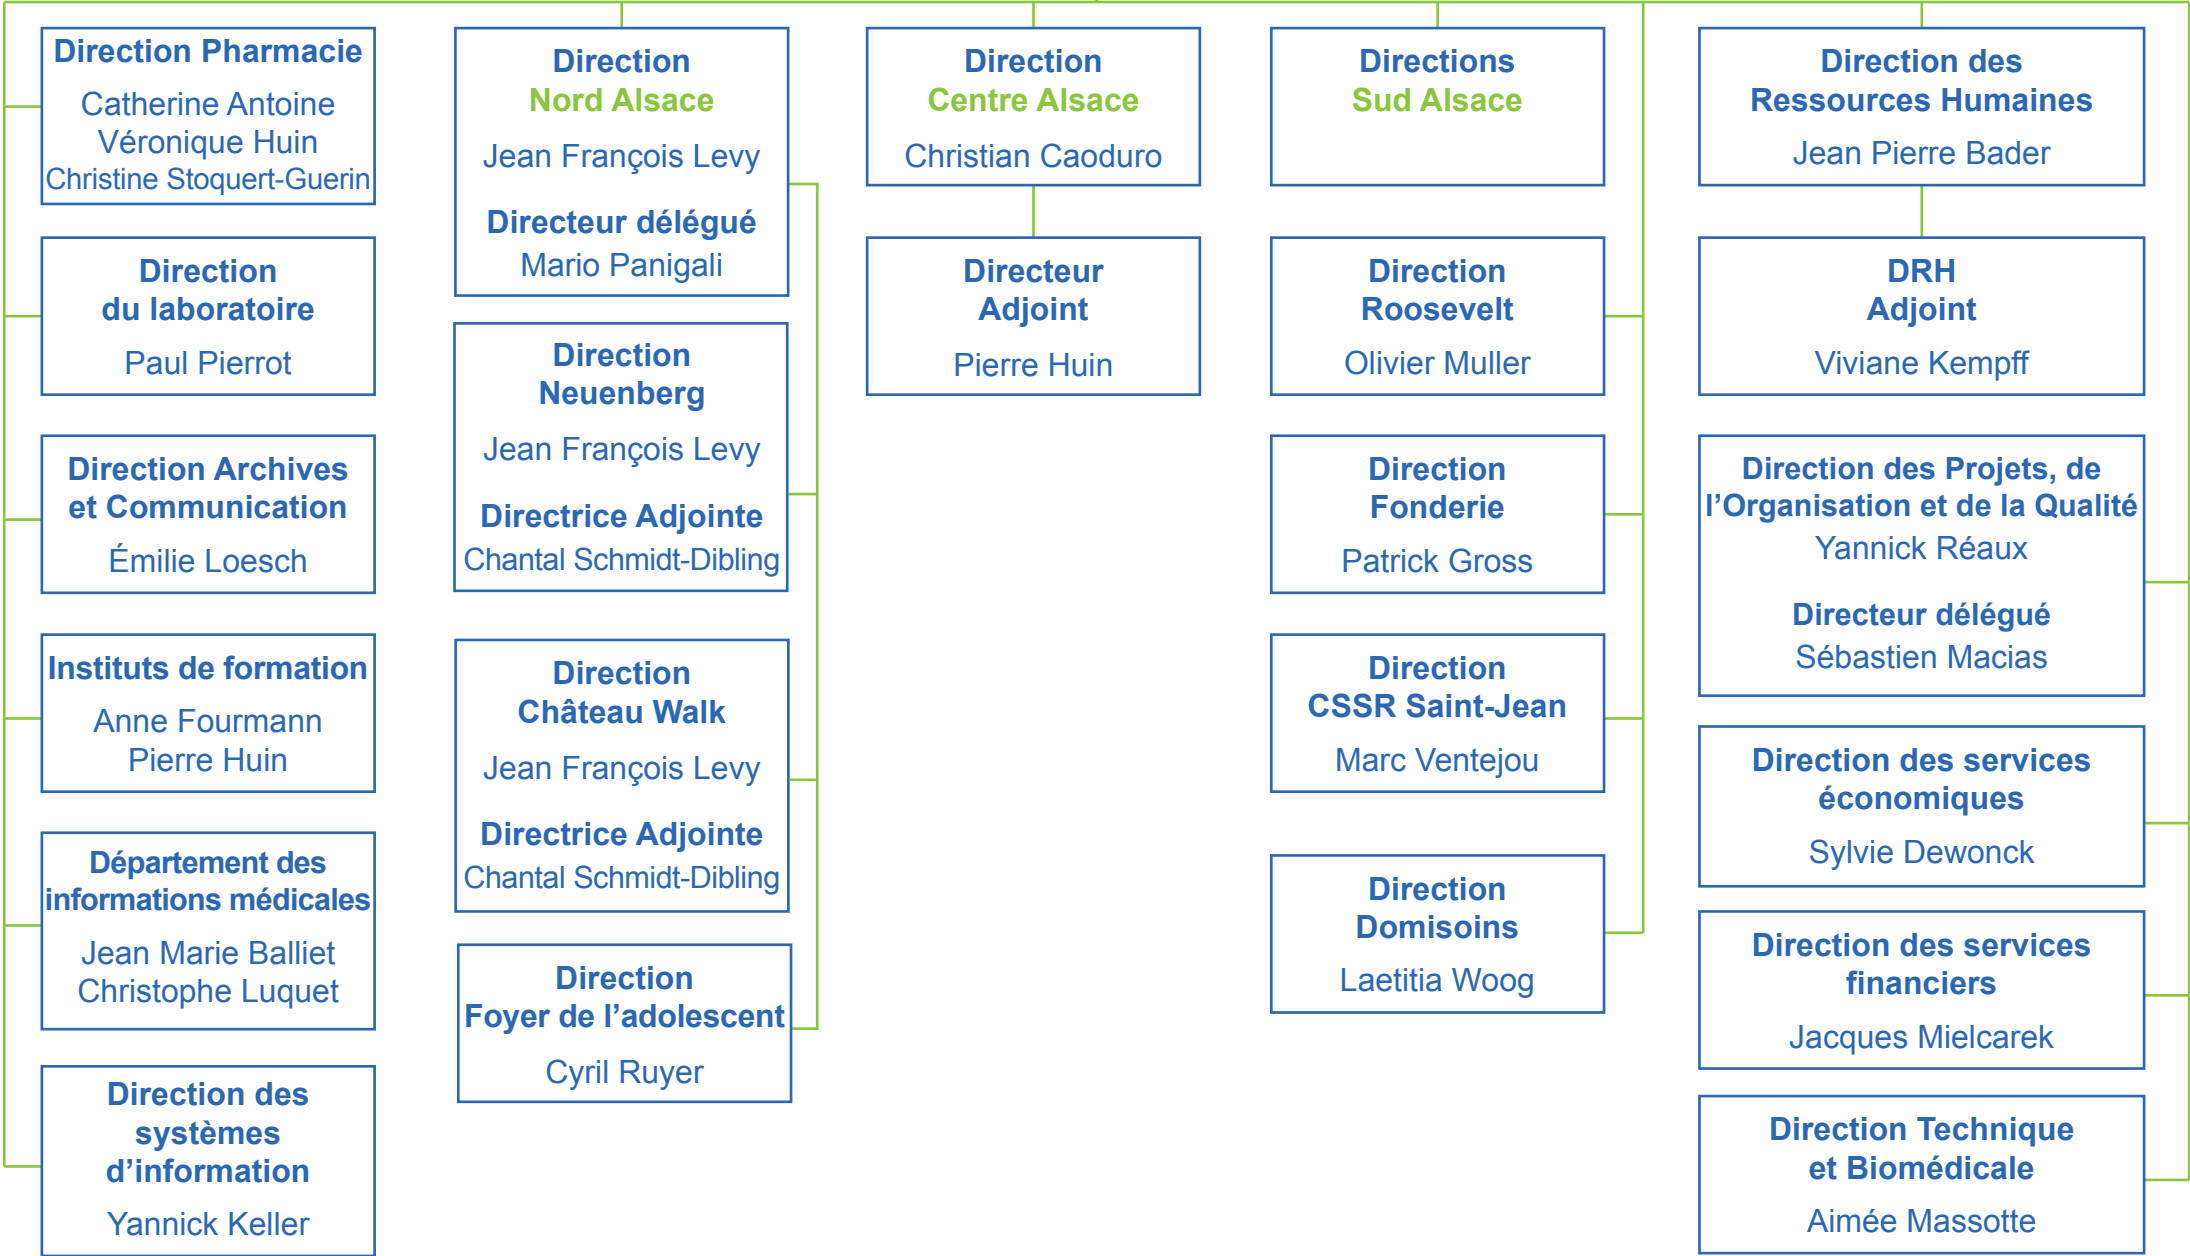 Direction Pharmacie
Catherine Antoine
Véronique Huin
Christine Stoquert-Guerin
Direction
du laboratoire
Paul Pierrot
Direction Archives
et Communication
Émilie Loesch
Instituts de formation
Anne Fourmann
Pierre Huin
Département des
informations médicales
Jean Marie Balliet
Christophe Luquet
Direction des
systèmes
d’information
Yannick Keller
Direction
Nord Alsace
Jean François Levy
Directeur délégué
Mario Panigali
Direction
Neuenberg
Jean François Levy
Directrice Adjointe
Chantal Schmidt-Dibling
Direction
Château Walk
Jean François Levy
Directrice Adjointe
Chantal Schmidt-Dibling
Direction
Foyer de l’adolescent
Cyril Ruyer
Direction
Centre Alsace
Christian Caoduro
Directeur
Adjoint
Pierre Huin
Directions
Sud Alsace
Direction
Roosevelt
Olivier Muller
Direction
Fonderie
Patrick Gross
Direction
CSSR Saint-Jean
Marc Ventejou
Direction
Domisoins
Laetitia Woog
Direction des
Ressources Humaines
Jean Pierre Bader
DRH
Adjoint
Viviane Kempff
Direction des Projets, de
l’Organisation et de la Qualité
Yannick Réaux
Directeur délégué
Sébastien Macias
Direction des services
économiques
Sylvie Dewonck
Direction des services
financiers
Jacques Mielcarek
Direction Technique
et Biomédicale
Aimée Massotte